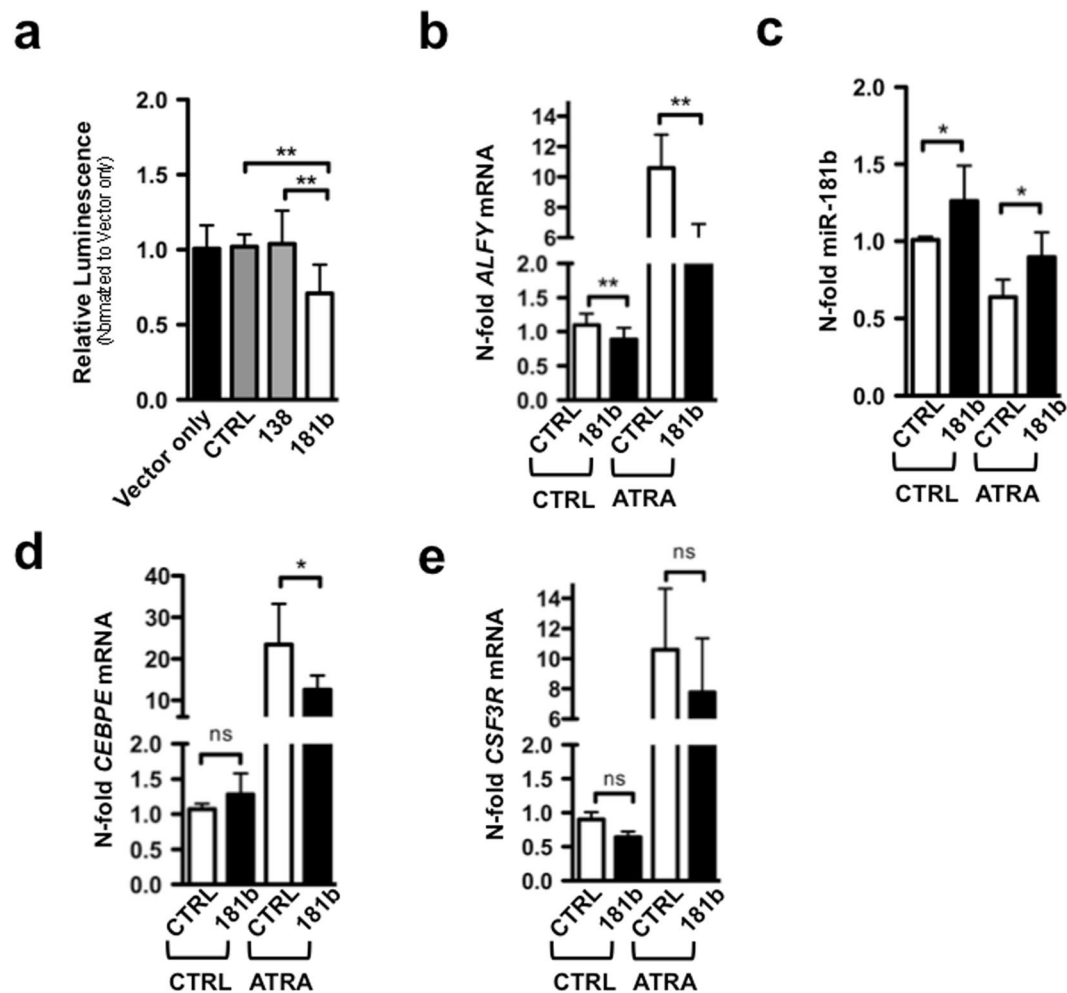 a
2.0
1.5
1.0
0.5
0.0
Relative Luminescence
(Normalized to Vector only)
**
**
Vector only
CTRL
138
181b
b
14
12
10
8
6
2.0
1.5
1.0
0.5
0.0
N-fold ALFY mRNA
**
**
CTRL
181b
CTRL
181b
CTRL
ATRA
c
2.0
1.5
1.0
0.5
0.0
N-fold miR-181b
*
*
CTRL
181b
CTRL
181b
CTRL
ATRA
d
40
30
20
10
2.0
1.5
1.0
0.5
0.0
N-fold CEBPE mRNA
ns
*
CTRL
181b
CTRL
181b
CTRL
ATRA
e
14
12
10
8
6
2.0
1.5
1.0
0.5
0.0
N-fold CSF3R mRNA
ns
ns
CTRL
181b
CTRL
181b
CTRL
ATRA